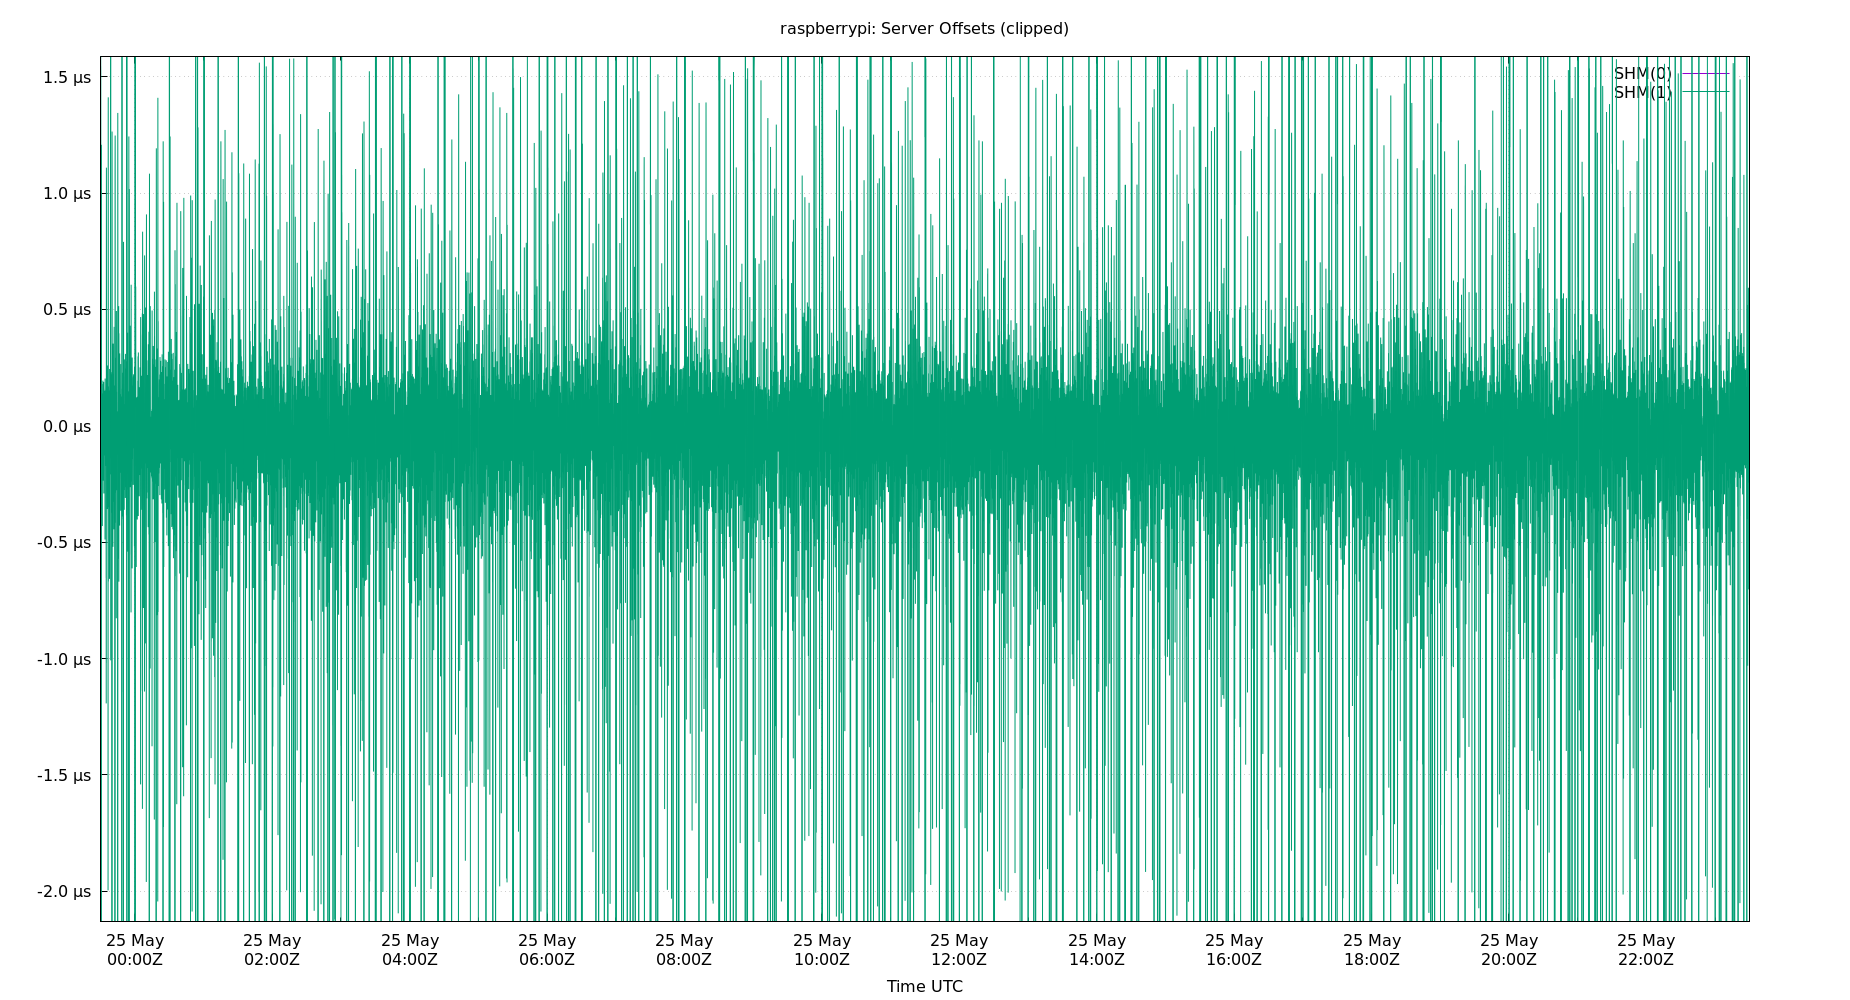 raspberrypi: Server Offsets (clipped)
SHM(0)
SHM(1)
1.5 µs
1.0 µs
0.5 µs
0.0 µs
-0.5 µs
-1.0 µs
-1.5 µs
-2.0 µs
25 May 25 May 25 May 25 May 25 May 25 May 25 May 25 May 25 May 25 May 25 May 25 May
00:00Z 02:00Z 04:00Z 06:00Z 08:00Z 10:00Z 12:00Z 14:00Z 16:00Z 18:00Z 20:00Z 22:00Z
Time UTC